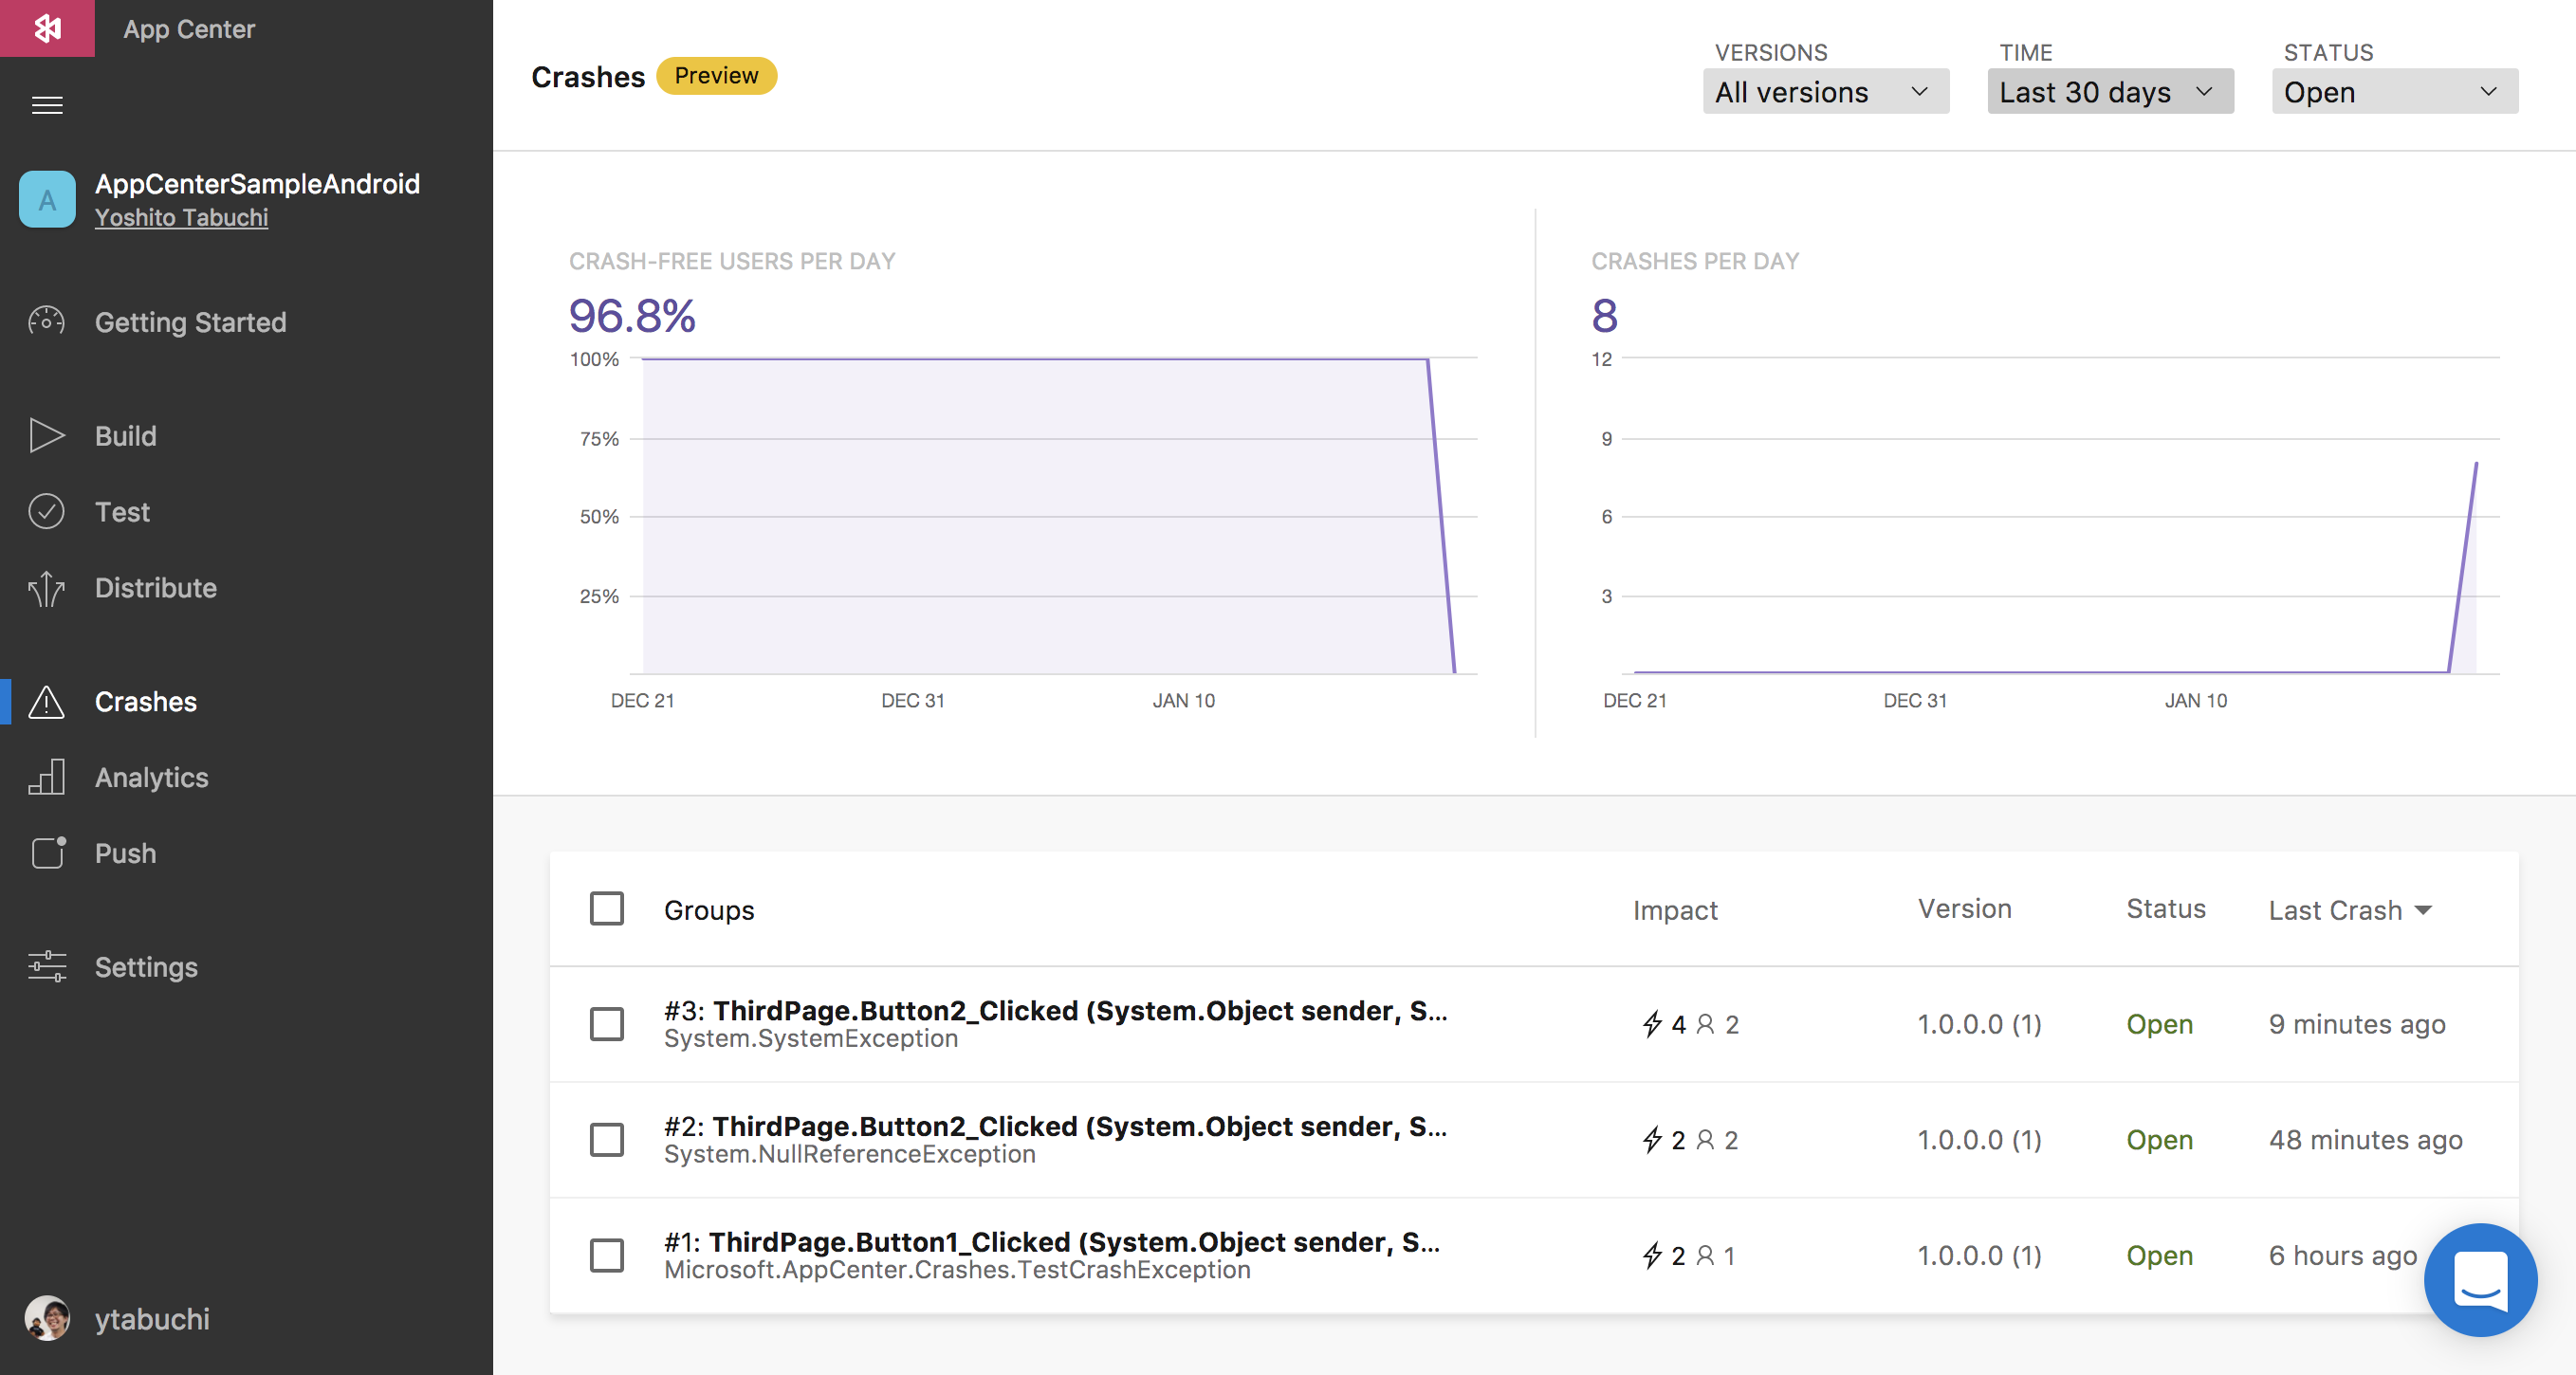 App Center
AppCenterSampleAndroid
Yoshito Tabuchi
A
Getting Started
Build
Test
Distribute
Crashes
Analytics
Push
Settings
ytabuchi
Crashes Preview
VERSIONS
All versions
TIME
Last 30 days
STATUS
Open
CRASH-FREE USERS PER DAY
96.8%
100%
75%
50%
25%
DEC 21 DEC 31 JAN 10
CRASHES PER DAY
8
12
9
6
3
DEC 21 DEC 31 JAN 10
Groups Impact Version Status Last Crash
#3: ThirdPage.Button2_Clicked (System.Object sender, S... 4 2 1.0.0.0 (1) Open 9 minutes ago
System.SystemException
#2: ThirdPage.Button2_Clicked (System.Object sender, S... 2 2 1.0.0.0 (1) Open 48 minutes ago
System.NullReferenceException
#1: ThirdPage.Button1_Clicked (System.Object sender, S... 2 1 1.0.0.0 (1) Open 6 hours ago
Microsoft.AppCenter.Crashes.TestCrashException